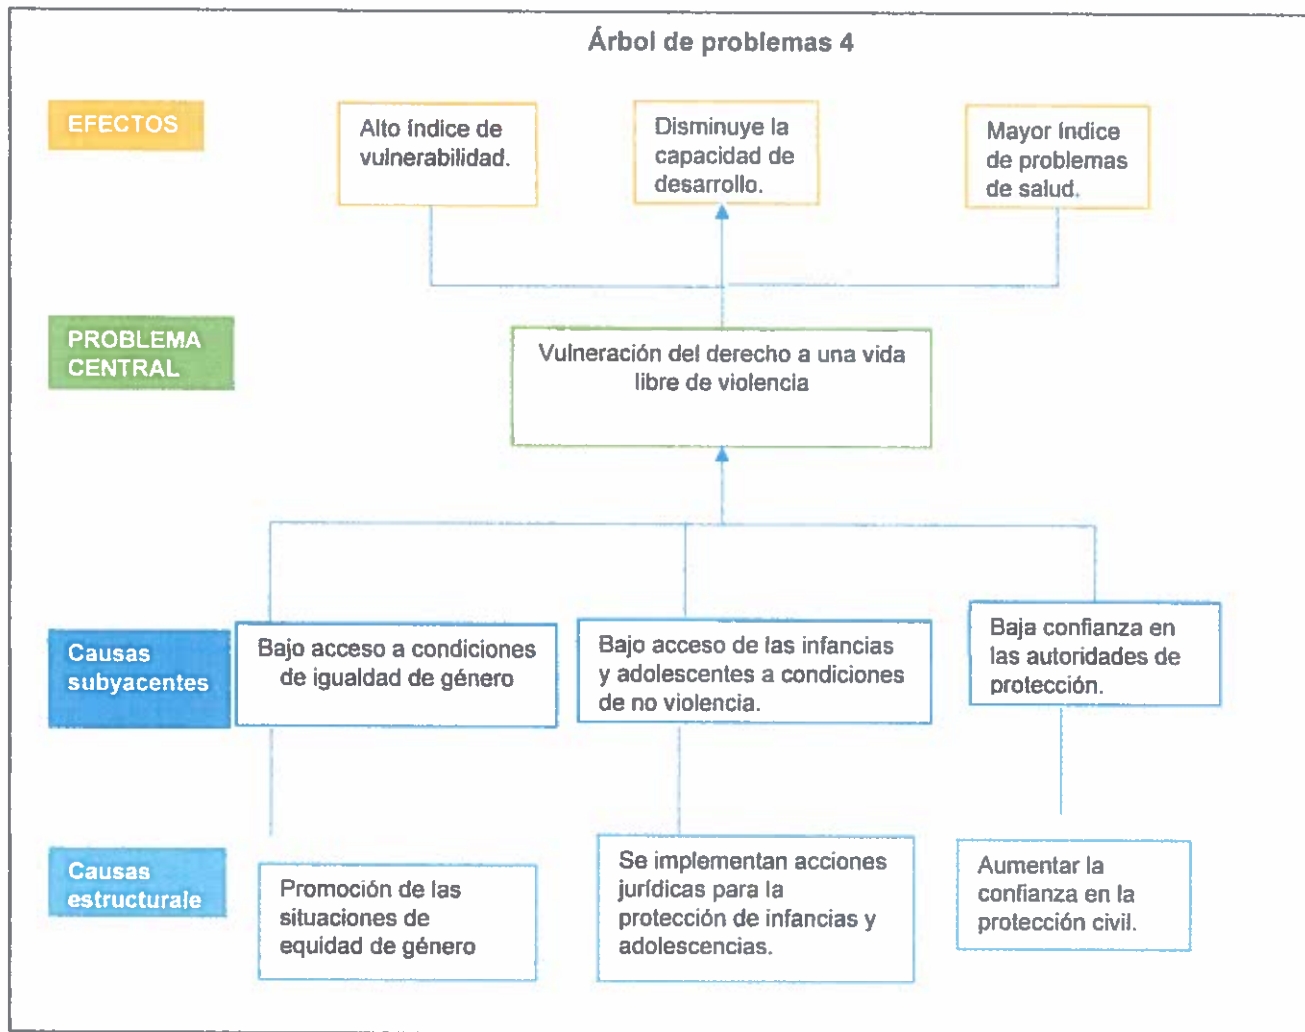 Árbol de problemas 4
EFECTOS
Alto índice de
vulnerabilidad.
Disminuye la
capacidad de
desarrollo.
Mayor índice
de problemas
de salud.
PROBLEMA
CENTRAL
Vulneración del derecho a una vida
libre de violencia
Causas
subyacentes
Bajo acceso a condiciones
de igualdad de género
Bajo acceso de las infancias
y adolescentes a condiciones
de no violencia.
Baja confianza en
las autoridades de
protección.
Causas
estructurale
Promoción de las
situaciones de
equidad de género
Se implementan acciones
jurídicas para la
protección de infancias y
adolescencias.
Aumentar la
confianza en la
protección civil.